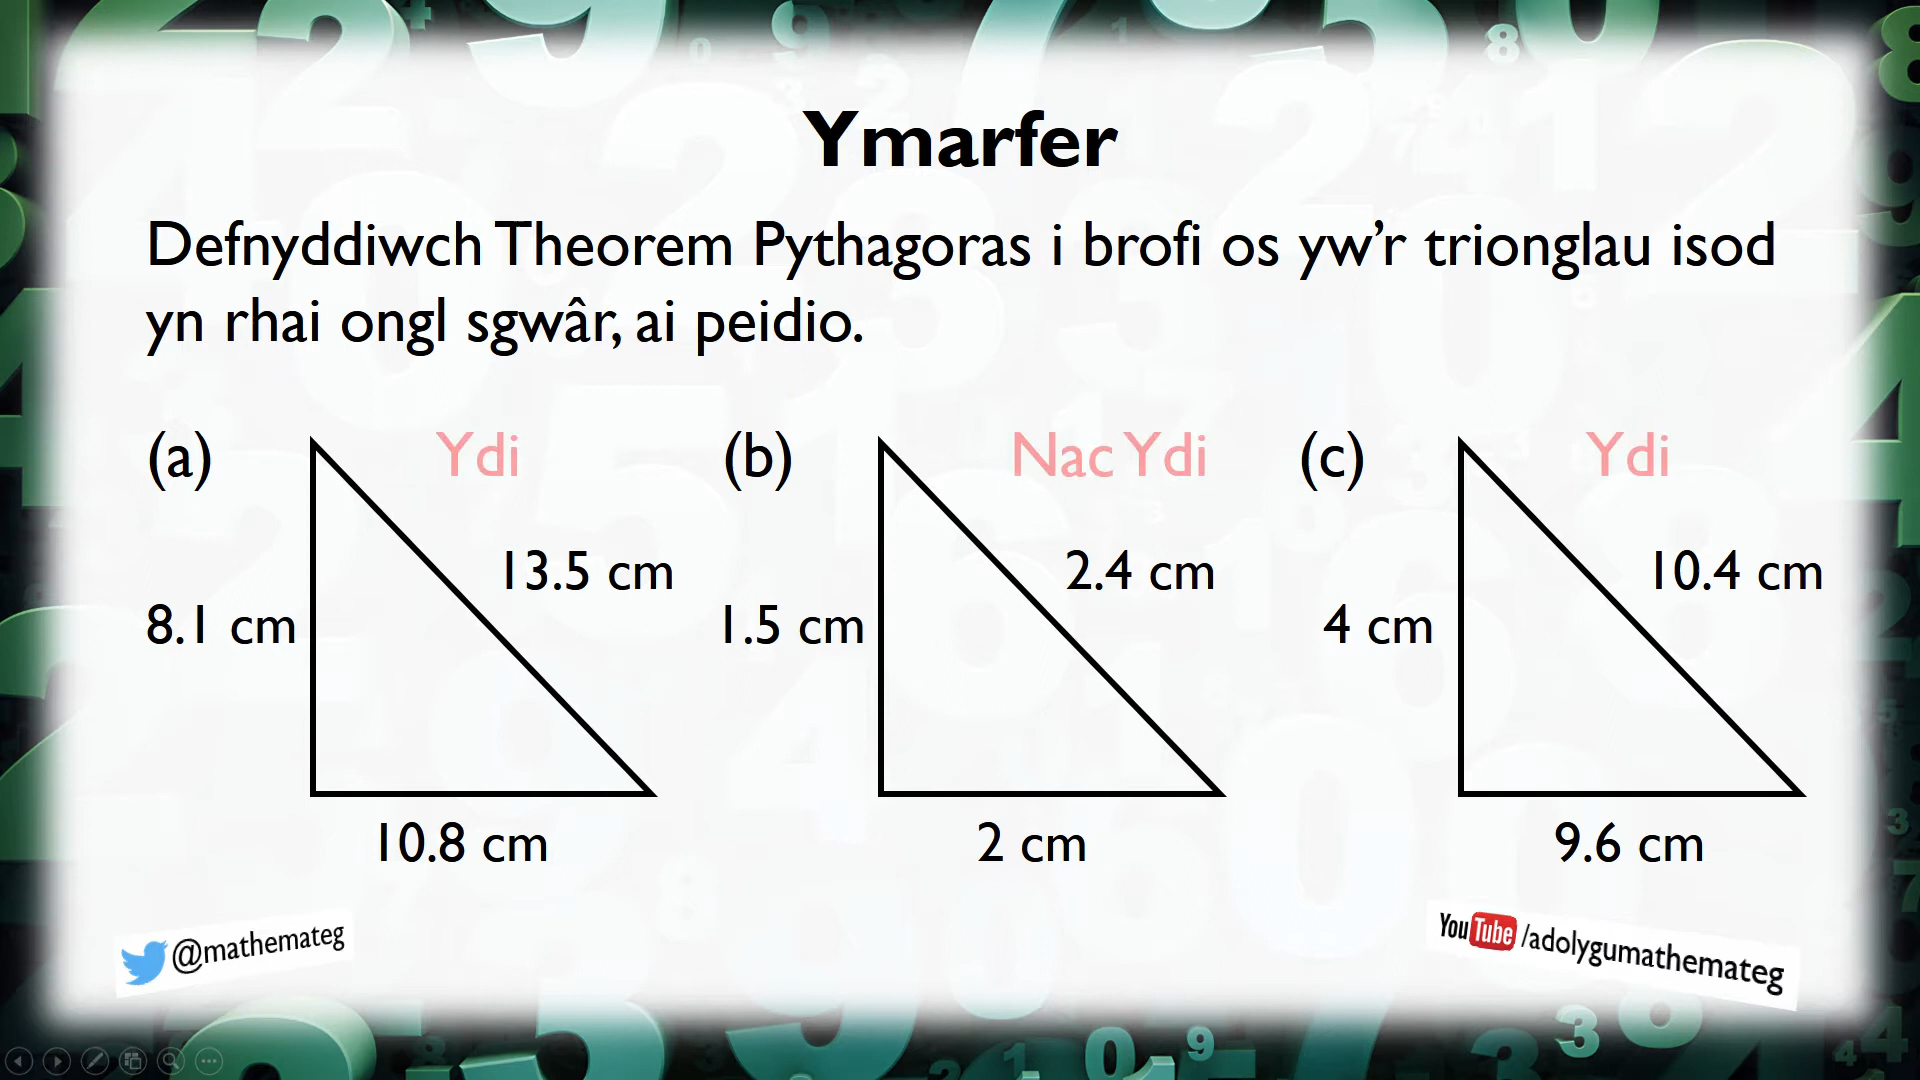 Ymarfer
Defnyddiwch Theorem Pythagoras i brofi os yw’r trionglau isod
yn rhai ongl sgwâr, ai peidio.
(a) Ydi
13.5 cm
8.1 cm
10.8 cm
(b) Nac Ydi
2.4 cm
1.5 cm
2 cm
(c) Ydi
10.4 cm
4 cm
9.6 cm
@mathemateg
YouTube /adolygumathemateg